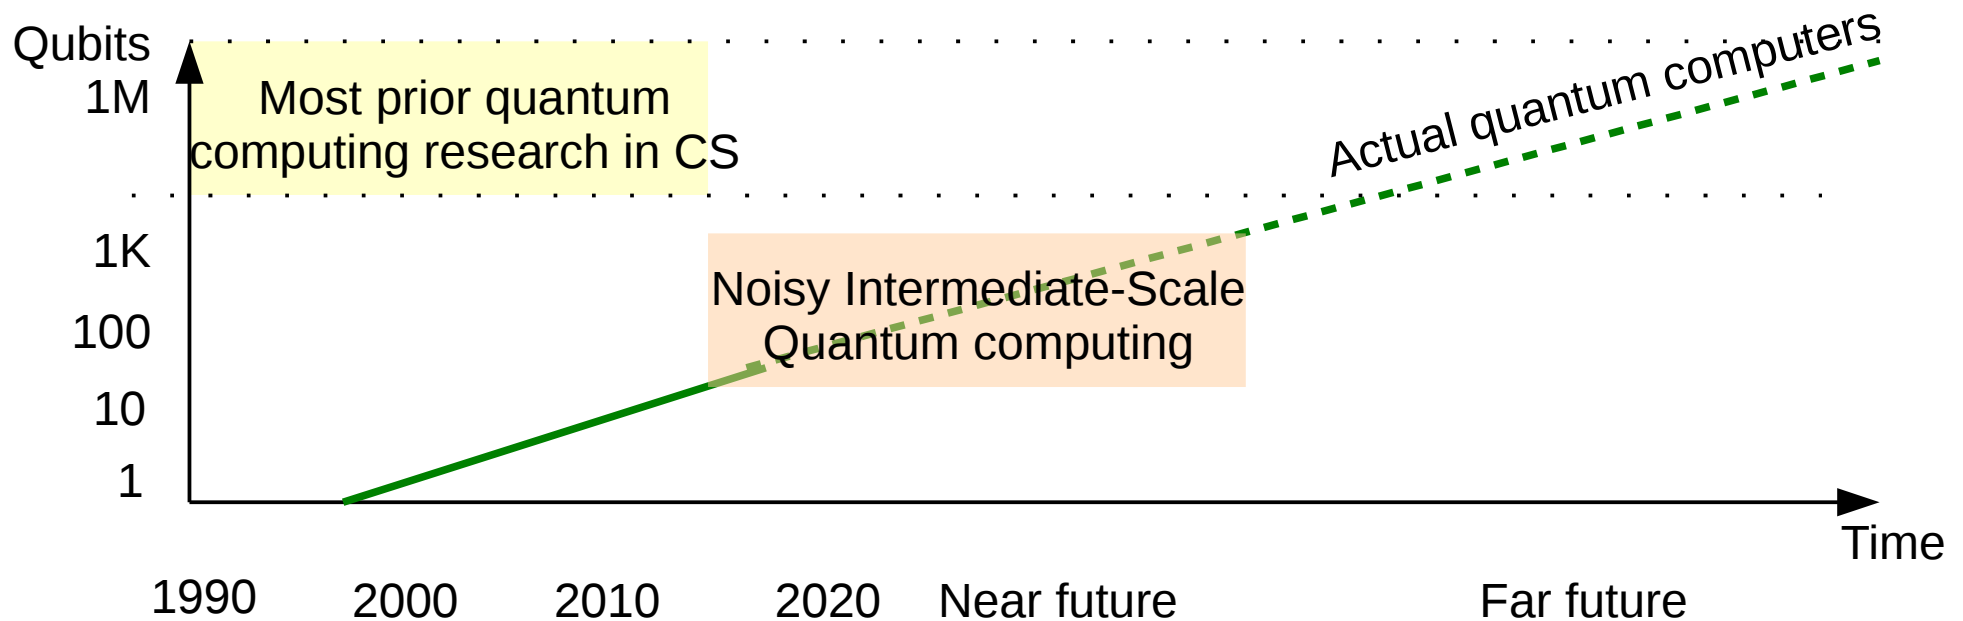 Qubits
1M
1K
100
10
1
Most prior quantum
computing research in CS
Actual quantum computers
Noisy Intermediate-Scale
Quantum computing
Time
1990
2000
2010
2020
Near future
Far future